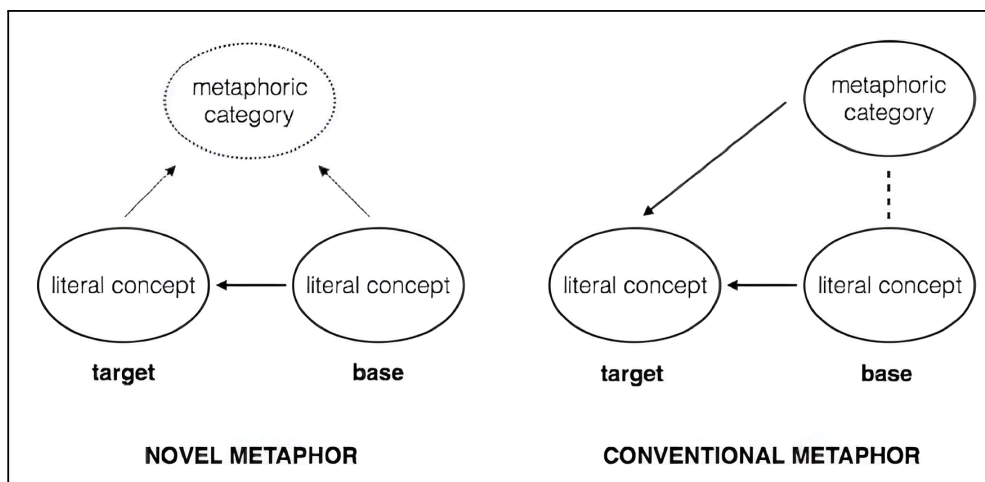 metaphoric
category
literal concept
literal concept
target
base
NOVEL METAPHOR
metaphoric
category
literal concept
literal concept
target
base
CONVENTIONAL METAPHOR